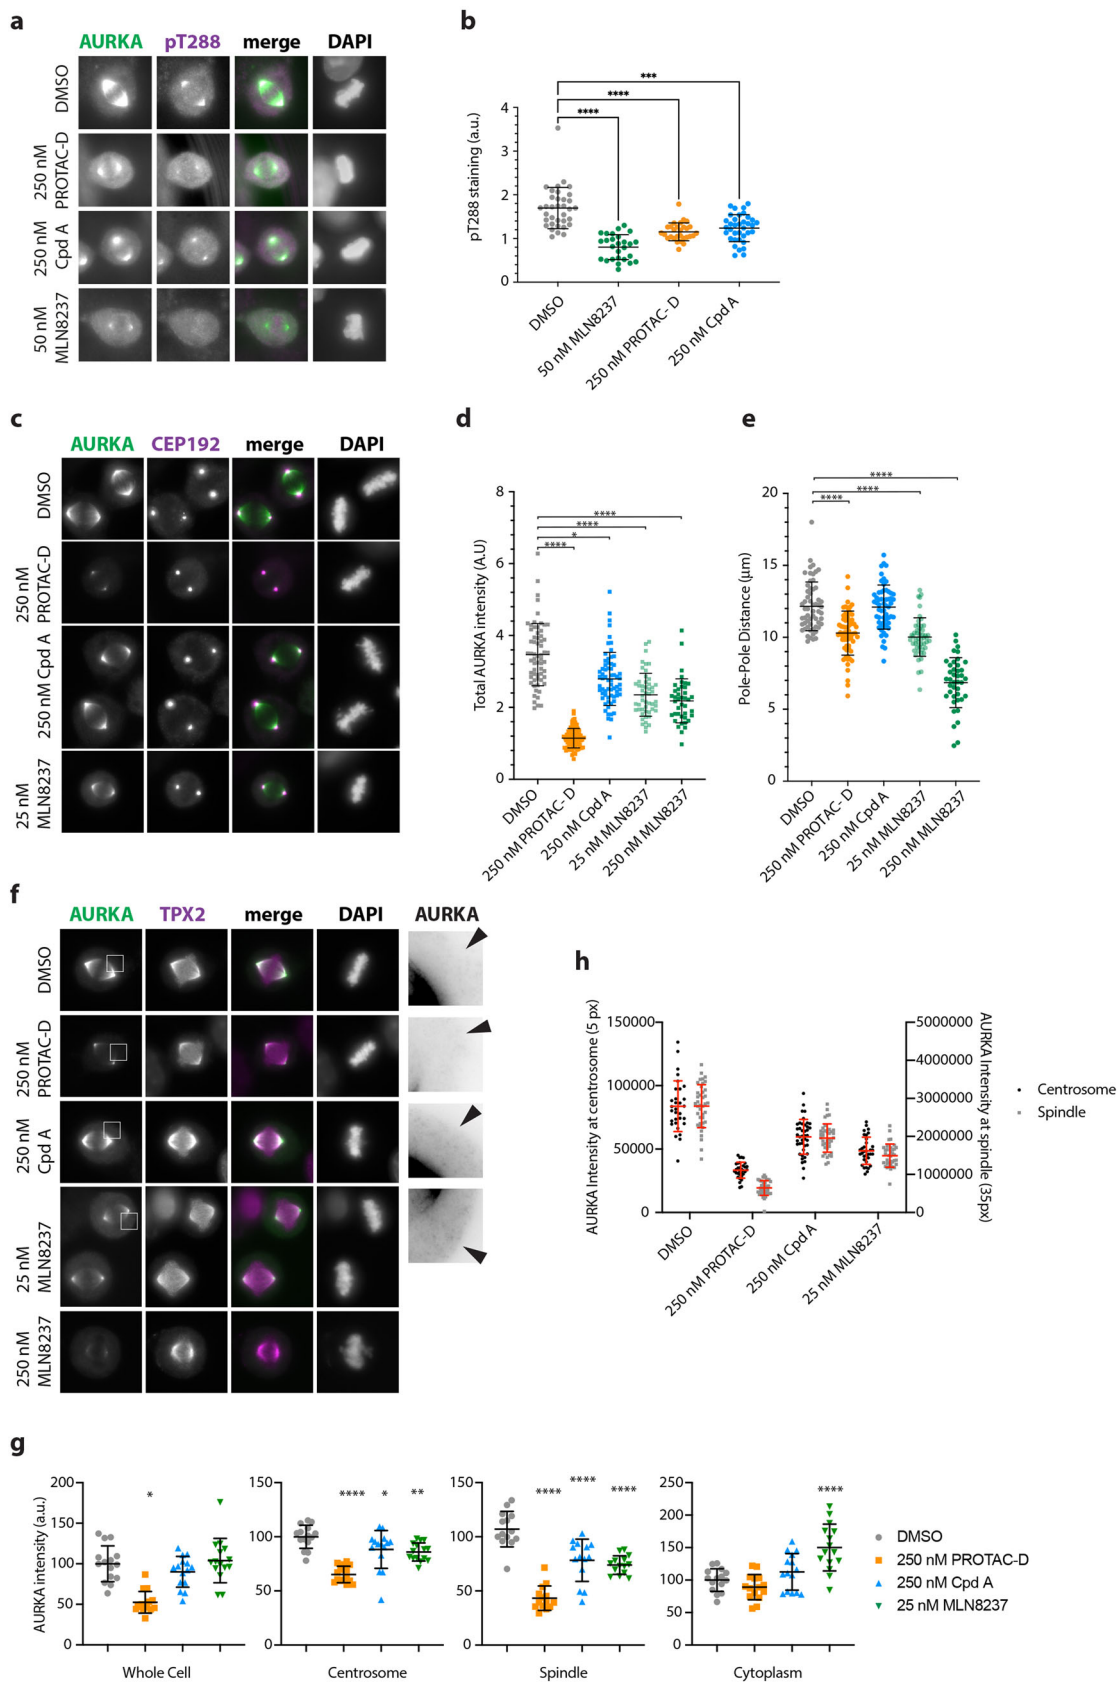 a
AURKA pT288 merge DAPI
DMSO
250 nM
PROTAC-D
250 nM
Cpd A
50 nM
MLN8237
b
***
****
****
pT288 staining (a.u.)
4
3
2
1
0
DMSO
50 nM MLN8237
250 nM PROTAC- D
250 nM Cpd A
c
AURKA CEP192 merge DAPI
DMSO
250 nM
PROTAC-D
250 nM Cpd A
25 nM
MLN8237
d
Total AURKA intensity (A.U)
8
6
4
2
0
****
****
*
****
DMSO
250 nM PROTAC- D
250 nM Cpd A
25 nM MLN8237
250 nM MLN8237
e
Pole-Pole Distance (μm)
20
15
10
5
0
****
****
****
DMSO
250 nM PROTAC- D
250 nM Cpd A
25 nM MLN8237
250 nM MLN8237
f
AURKA TPX2 merge DAPI AURKA
DMSO
250 nM
PROTAC-D
250 nM
Cpd A
25 nM
MLN8237
250 nM
MLN8237
h
AURKA Intensity at centrosome (5 px)
150000
100000
50000
0
5000000
4000000
3000000
2000000
1000000
0
AURKA Intensity at spindle (35px)
Centrosome
Spindle
DMSO
250 nM PROTAC- D
250 nM Cpd A
25 nM MLN8237
g
AURKA intensity (a.u.)
200
150
100
50
0
*
Whole Cell
150
100
50
0
**** * **
Centrosome
150
100
50
0
**** **** ****
Spindle
250
200
150
100
50
0
****
Cytoplasm
DMSO
250 nM PROTAC-D
250 nM Cpd A
25 nM MLN8237